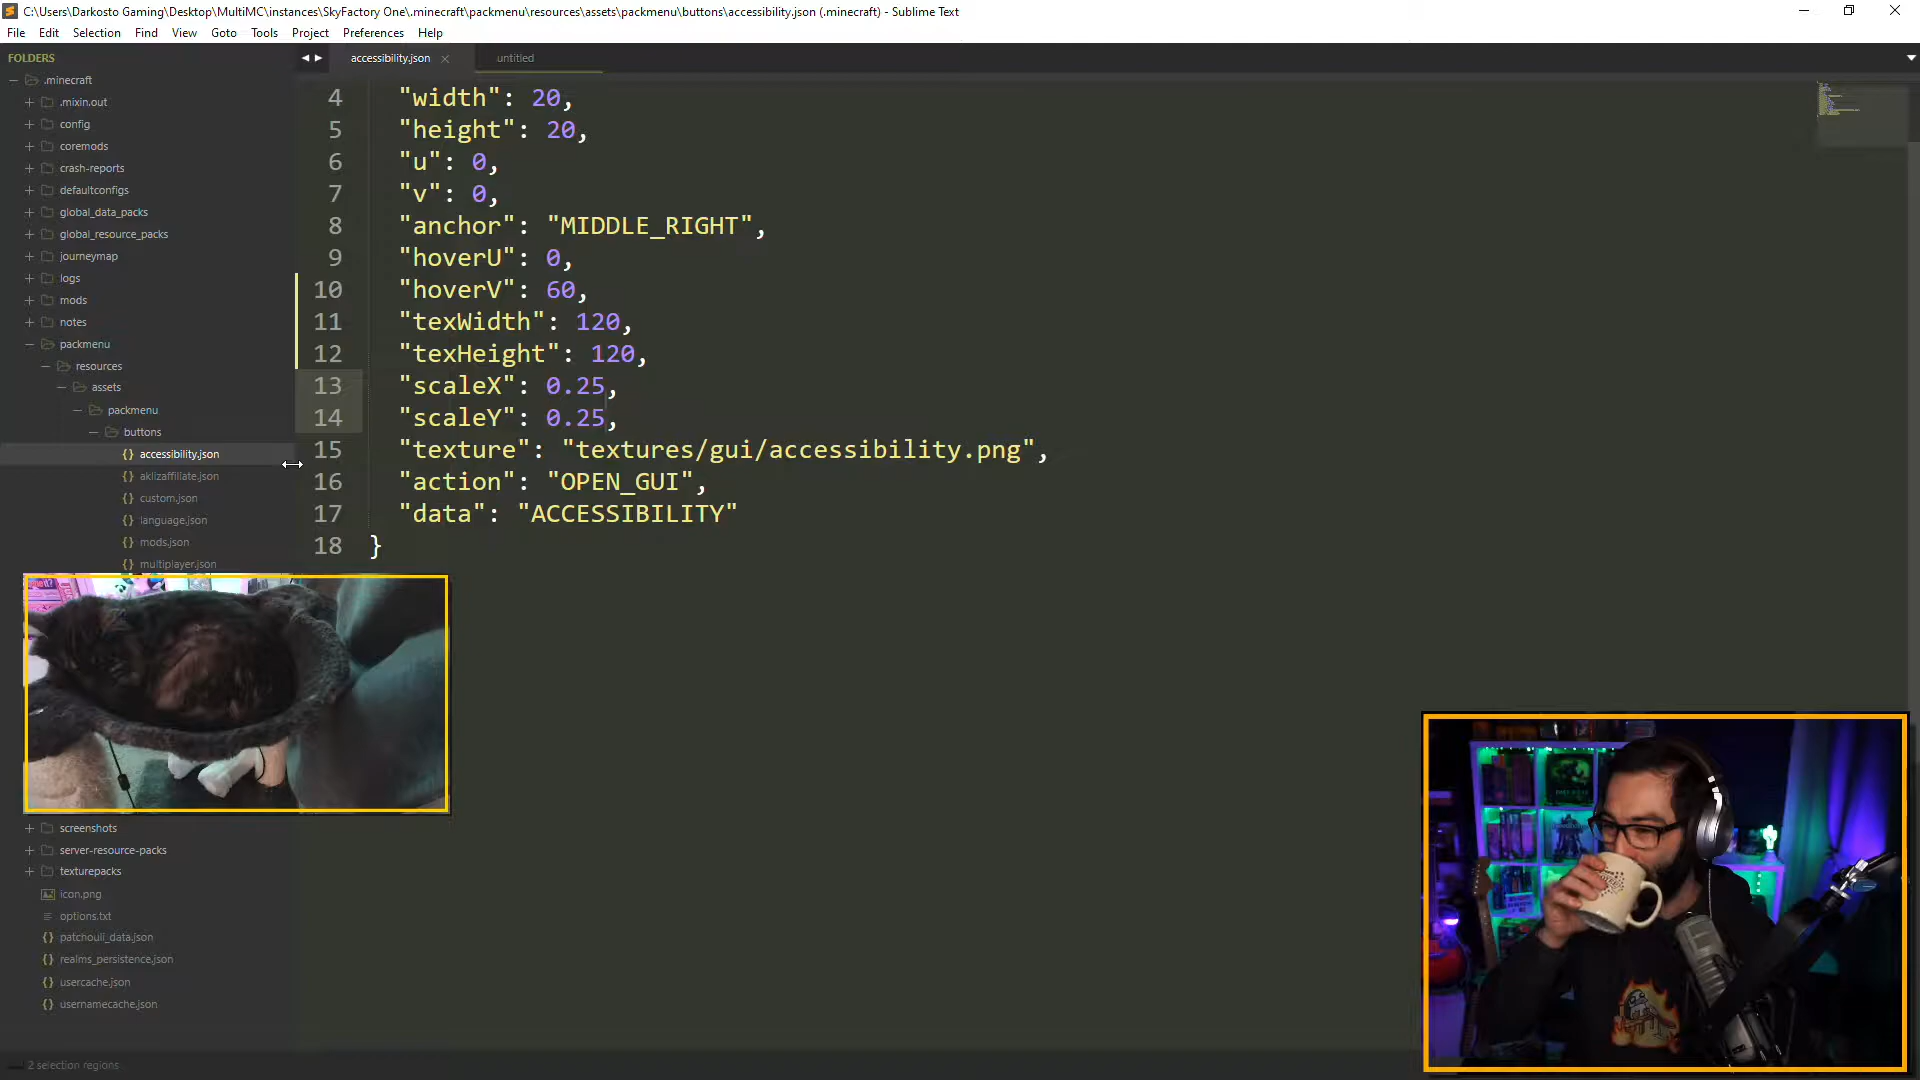 C:\Users\Darkosto Gaming\Desktop\MultiMC\instances\SkyFactory One\.minecraft\packmenu\resources\assets\packmenu\buttons\accessibility.json (.minecraft) - Sublime Text
File Edit Selection Find View Goto Tools Project Preferences Help
FOLDERS
.minecraft
.mixin.out
config
coremods
crash-reports
defaultconfigs
global_data_packs
global_resource_packs
journeymap
logs
mods
notes
packmenu
resources
assets
packmenu
buttons
accessibility.json
aklizaffiliate.json
custom.json
language.json
mods.json
multiplayer.json
screenshots
server-resource-packs
texturepacks
icon.png
options.txt
patchouli_data.json
realms_persistence.json
usercache.json
usernamecache.json
accessibility.json untitled
4 "width": 20,
5 "height": 20,
6 "u": 0,
7 "v": 0,
8 "anchor": "MIDDLE_RIGHT",
9 "hoverU": 0,
10 "hoverV": 60,
11 "texWidth": 120,
12 "texHeight": 120,
13 "scaleX": 0.25,
14 "scaleY": 0.25,
15 "texture": "textures/gui/accessibility.png",
16 "action": "OPEN_GUI",
17 "data": "ACCESSIBILITY"
18 }
2 selection regions